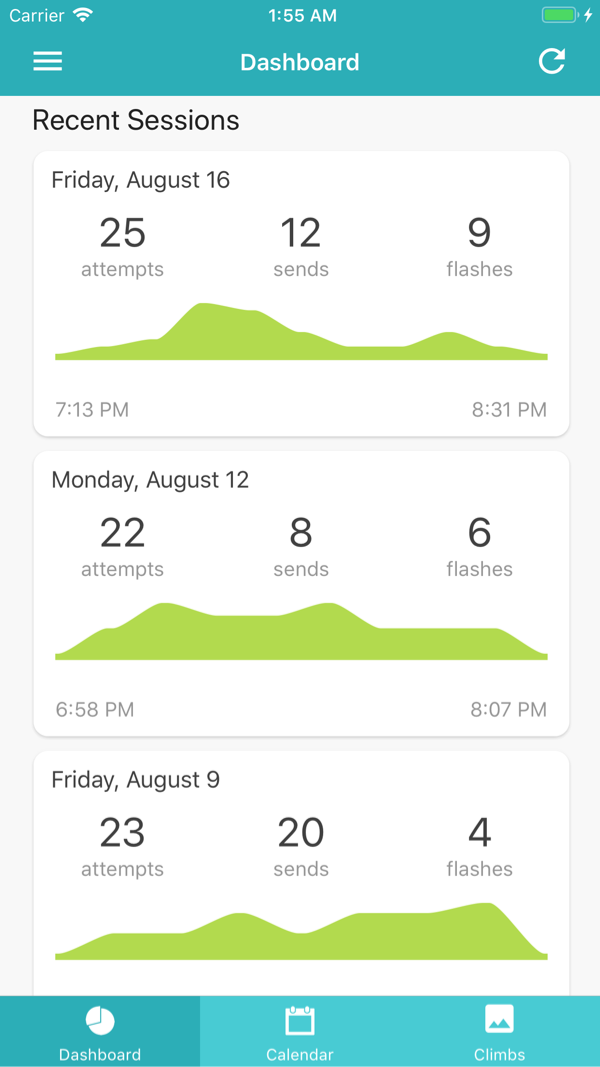 Carrier 1:55 AM
Dashboard
Recent Sessions
Friday, August 16
25 12 9
attempts sends flashes
7:13 PM 8:31 PM
Monday, August 12
22 8 6
attempts sends flashes
6:58 PM 8:07 PM
Friday, August 9
23 20 4
attempts sends flashes
Dashboard Calendar Climbs